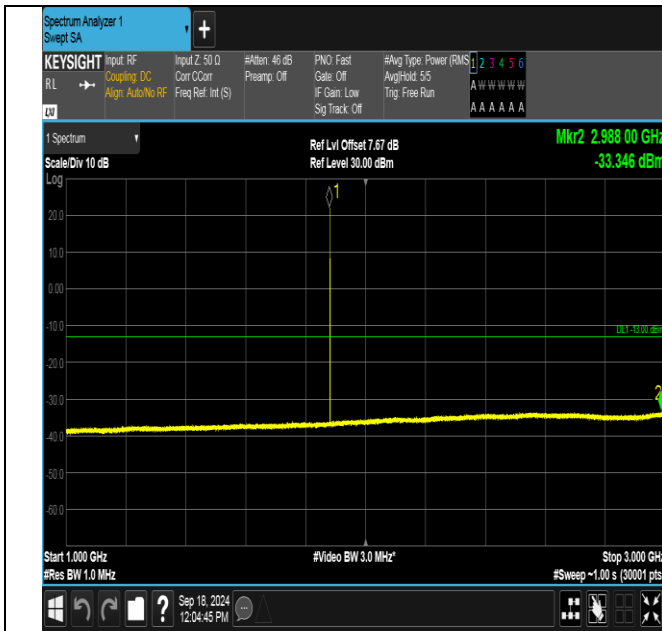 Spectrum Analyzer 1
Swept SA
+
KEYSIGHT
RL
LXI
Input: RF
Coupling: DC
Align: Auto/No RF
Input Z: 50 Ω
Corr CCorr
Freq Ref: Int (S)
#Atten: 46 dB
Preamp: Off
PNO: Fast
Gate: Off
IF Gain: Low
Sig Track: Off
#Avg Type: Power (RMS
Avg|Hold: 5/5
Trig: Free Run
1 2 3 4 5 6
A W W W W W
A A A A A A
1 Spectrum
Scale/Div 10 dB
Log
Ref Lvl Offset 7.67 dB
Ref Level 30.00 dBm
Mkr2 2.988 00 GHz
-33.346 dBm
1
20.0
10.0
0.00
-10.0
DL1 -13.00 dBm
-20.0
-30.0
2
-40.0
-50.0
-60.0
Start 1.000 GHz
#Res BW 1.0 MHz
#Video BW 3.0 MHz*
Stop 3.000 GHz
#Sweep ~1.00 s (30001 pts)
?
Sep 18, 2024
12:04:45 PM